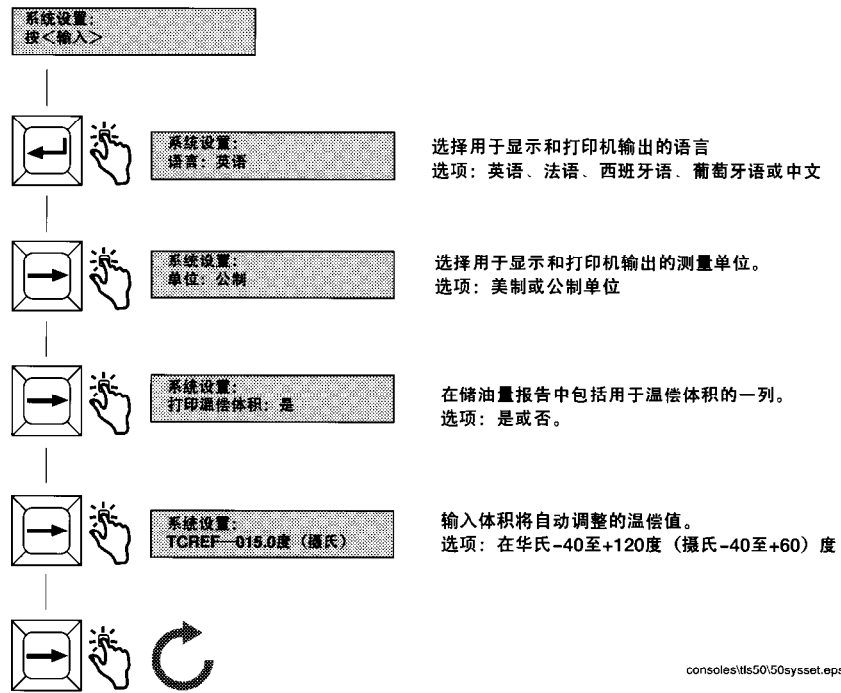 系统设置：
按<输入>
系统设置：
语言：英语
选择用于显示和打印机输出的语言
选项：英语、法语、西班牙语、葡萄牙语或中文
系统设置：
单位：公制
选择用于显示和打印机输出的测量单位。
选项：美制或公制单位
系统设置：
打印温偿体积：是
在储油量报告中包括用于温偿体积的一列。
选项：是或否。
系统设置：
TCREF—015.0度（摄氏）
输入体积将自动调整的温偿值。
选项：在华氏-40至+120度（摄氏-40至+60）度
consoles\tls50\50sysset.eps